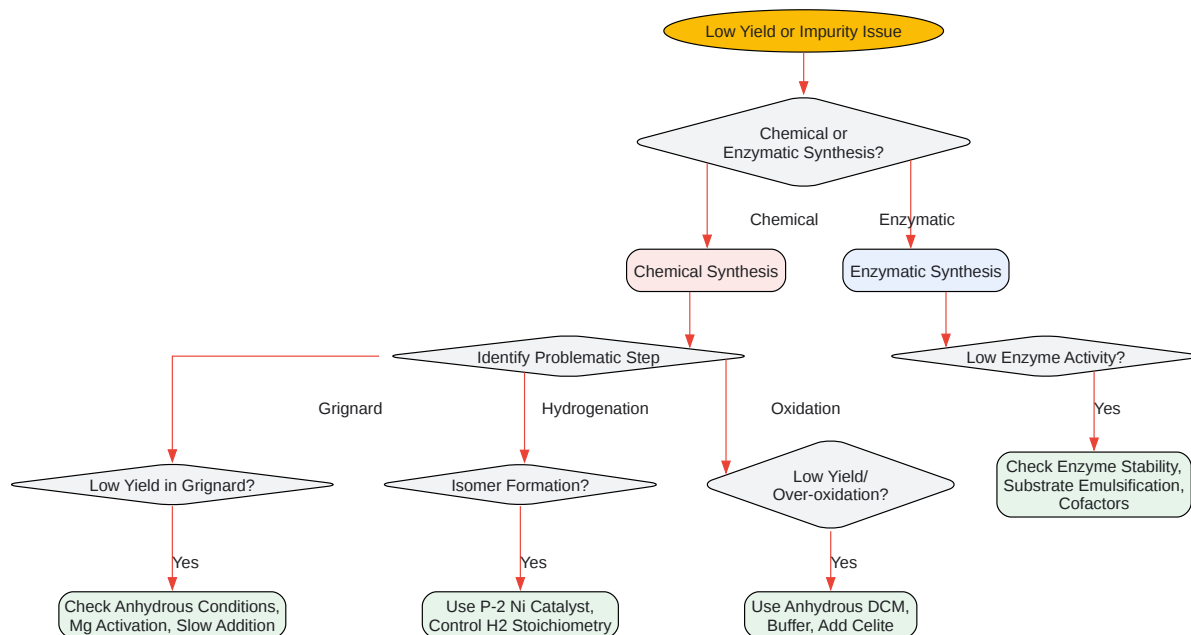 Low Yield or Impurity Issue
Chemical or
Enzymatic Synthesis?
Chemical
Enzymatic
Chemical Synthesis
Enzymatic Synthesis
Identify Problematic Step
Low Enzyme Activity?
Grignard
Hydrogenation
Oxidation
Yes
Low Yield in Grignard?
Isomer Formation?
Low Yield/
Over-oxidation?
Check Enzyme Stability,
Substrate Emulsification,
Cofactors
Yes
Yes
Yes
Check Anhydrous Conditions,
Mg Activation, Slow Addition
Use P-2 Ni Catalyst,
Control H2 Stoichiometry
Use Anhydrous DCM,
Buffer, Add Celite